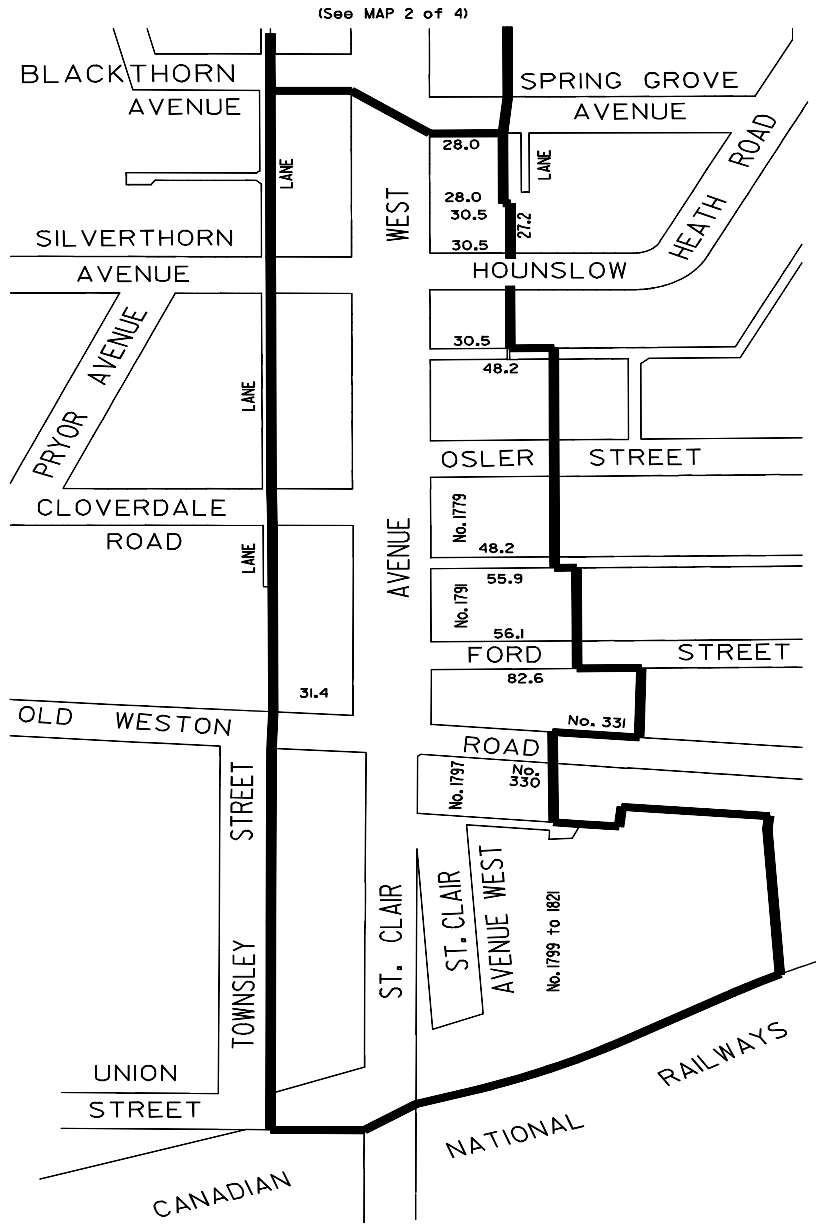 (See MAP 2 of 4)
BLACKTHORN
AVENUE
SPRING GROVE
AVENUE
28.0
LANE
LANE
HEATH ROAD
WEST
28.0
30.5
27.2
30.5
SILVERTHORN
AVENUE
HOUNSLOW
PRYOR AVENUE
30.5
48.2
LANE
OSLER STREET
CLOVERDALE
ROAD
No. 1779
48.2
LANE
AVENUE
55.9
No. 1791
56.1
FORD STREET
82.6
31.4
OLD WESTON
No. 331
ROAD
No. 1797
No.
330
TOWNSLEY STREET
ST. CLAIR
ST. CLAIR
AVENUE WEST
No. 1799 to 1821
UNION
STREET
CANADIAN NATIONAL RAILWAYS